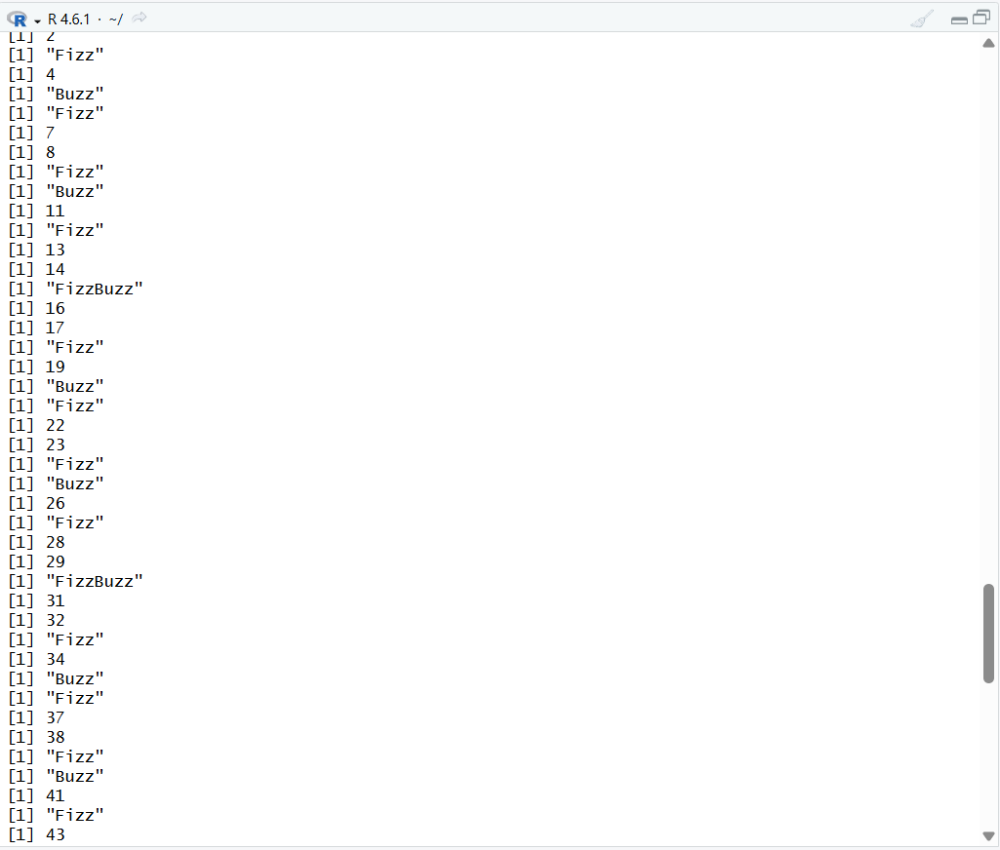 R 4.6.1 · ~/
[1] 2
[1] "Fizz"
[1] 4
[1] "Buzz"
[1] "Fizz"
[1] 7
[1] 8
[1] "Fizz"
[1] "Buzz"
[1] 11
[1] "Fizz"
[1] 13
[1] 14
[1] "FizzBuzz"
[1] 16
[1] 17
[1] "Fizz"
[1] 19
[1] "Buzz"
[1] "Fizz"
[1] 22
[1] 23
[1] "Fizz"
[1] "Buzz"
[1] 26
[1] "Fizz"
[1] 28
[1] 29
[1] "FizzBuzz"
[1] 31
[1] 32
[1] "Fizz"
[1] 34
[1] "Buzz"
[1] "Fizz"
[1] 37
[1] 38
[1] "Fizz"
[1] "Buzz"
[1] 41
[1] "Fizz"
[1] 43